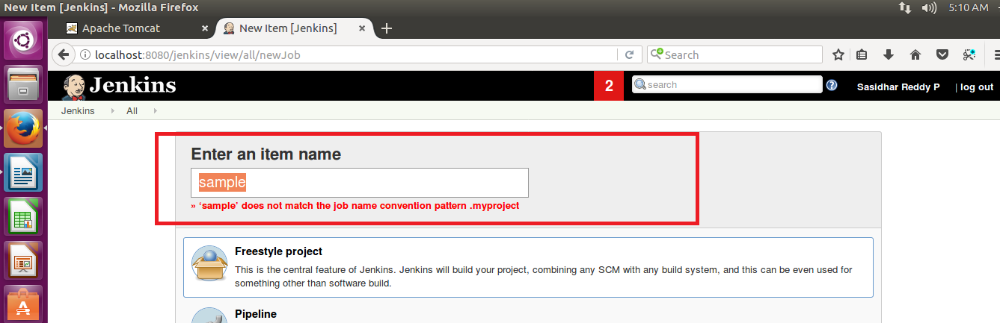 New Item [Jenkins] - Mozilla Firefox
5:10 AM
Apache Tomcat
New Item [Jenkins]
localhost:8080/jenkins/view/all/newJob
Search
Jenkins
2
search
Sasidhar Reddy P
| log out
Jenkins
All
Enter an item name
sample
» ‘sample’ does not match the job name convention pattern .myproject
Freestyle project
This is the central feature of Jenkins. Jenkins will build your project, combining any SCM with any build system, and this can be even used for
something other than software build.
Pipeline